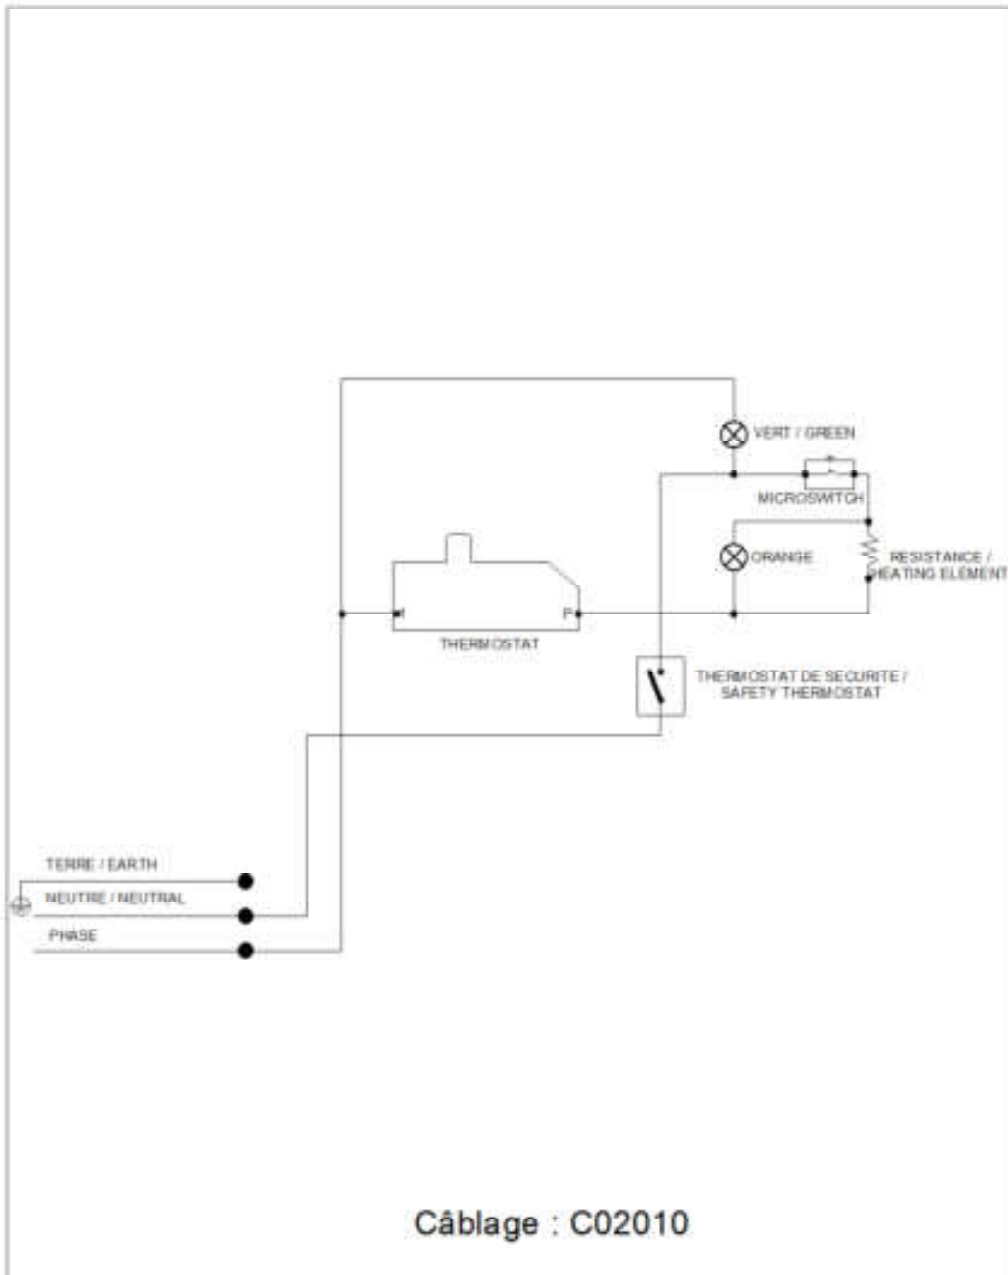 VERT / GREEN
MICROSWITCH
ORANGE
RESISTANCE /
HEATING ELEMENT
P
THERMOSTAT
THERMOSTAT DE SECURITE /
SAFETY THERMOSTAT
TERRE / EARTH
NEUTRE / NEUTRAL
PHASE
Câblage : C02010